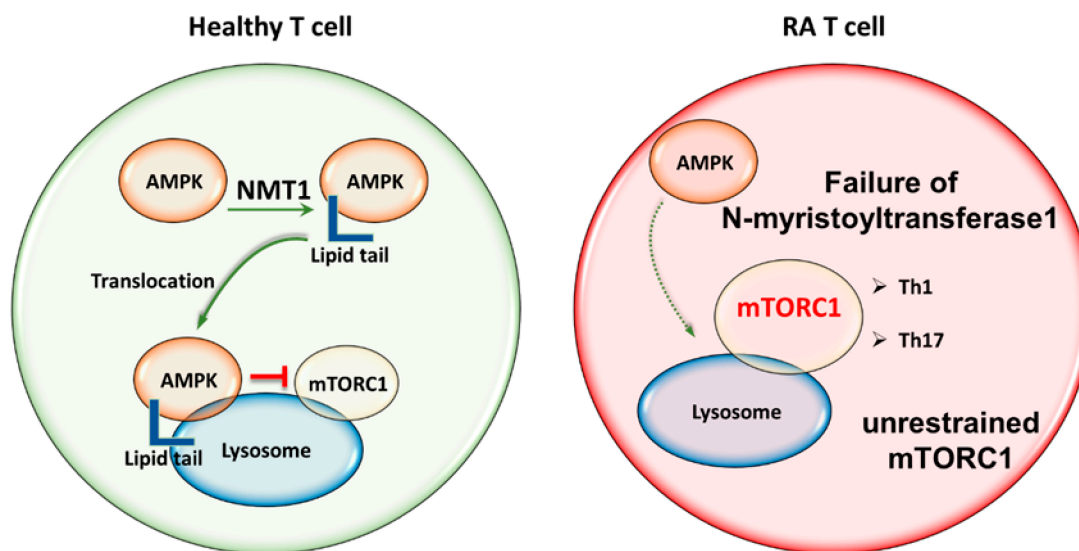 Healthy T cell
AMPK
NMT1
AMPK
Lipid tail
Translocation
AMPK
mTORC1
Lipid tail
Lysosome
RA T cell
AMPK
Failure of
N-myristoyltransferase1
mTORC1
➢ Th1
➢ Th17
Lysosome
unrestrained
mTORC1